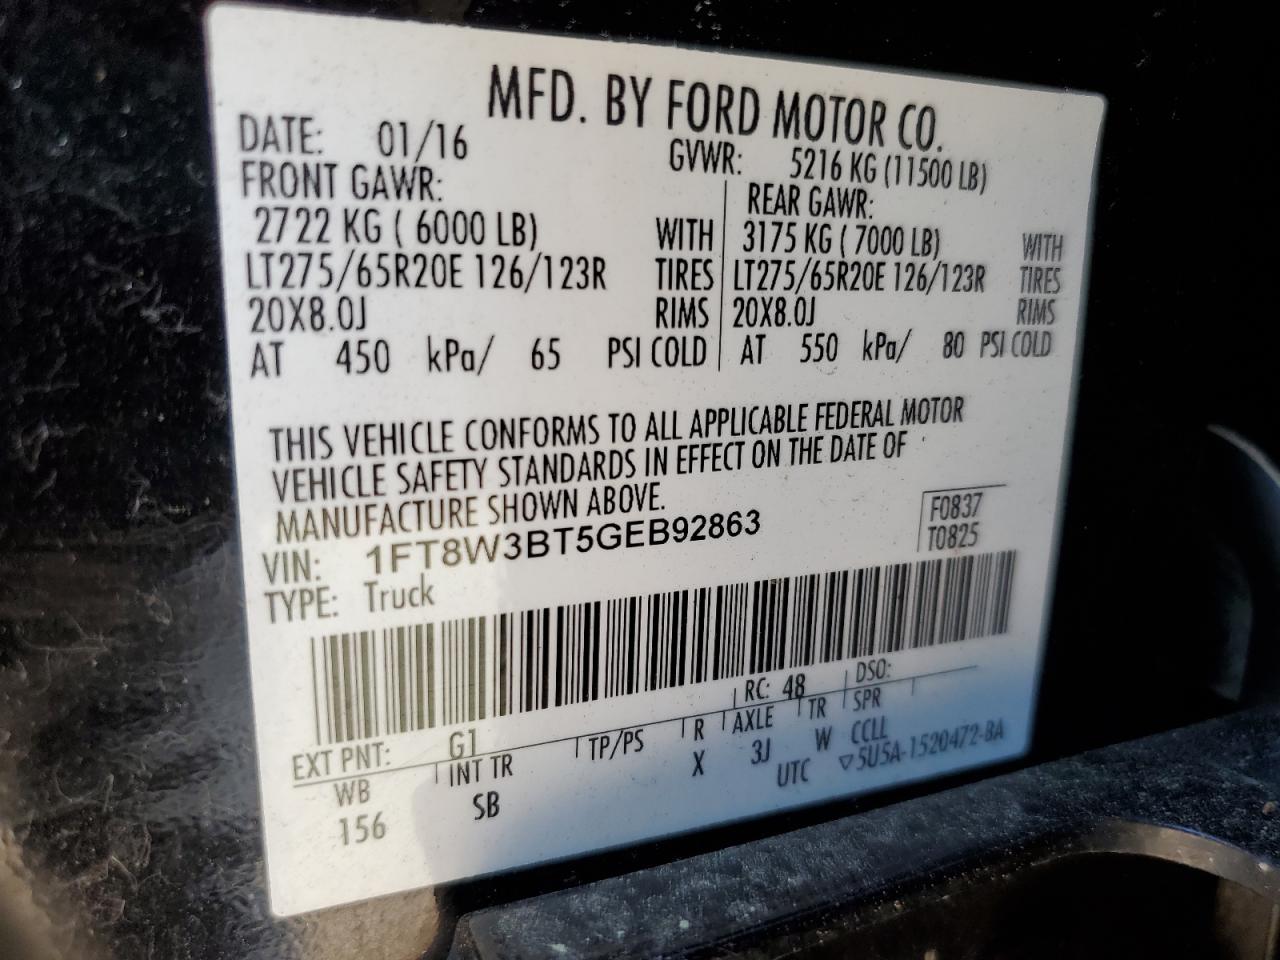 MFD. BY FORD MOTOR CO.
DATE: 01/16 GVWR: 5216 KG (11500 LB)
FRONT GAWR: REAR GAWR:
2722 KG ( 6000 LB) WITH 3175 KG ( 7000 LB) WITH
LT275/65R20E 126/123R TIRES LT275/65R20E 126/123R TIRES
20X8.0J RIMS 20X8.0J RIMS
AT 450 kPa/ 65 PSI COLD AT 550 kPa/ 80 PSI COLD
THIS VEHICLE CONFORMS TO ALL APPLICABLE FEDERAL MOTOR
VEHICLE SAFETY STANDARDS IN EFFECT ON THE DATE OF
MANUFACTURE SHOWN ABOVE.
F0837
T0825
VIN: 1FT8W3BT5GEB92863
TYPE: Truck
EXT PNT: G1 RC: 48 DSO:
WB INT TR TP/PS R AXLE TR SPR
156 SB X 3J W CCLL
UTC ▽5U5A-1520472-BA